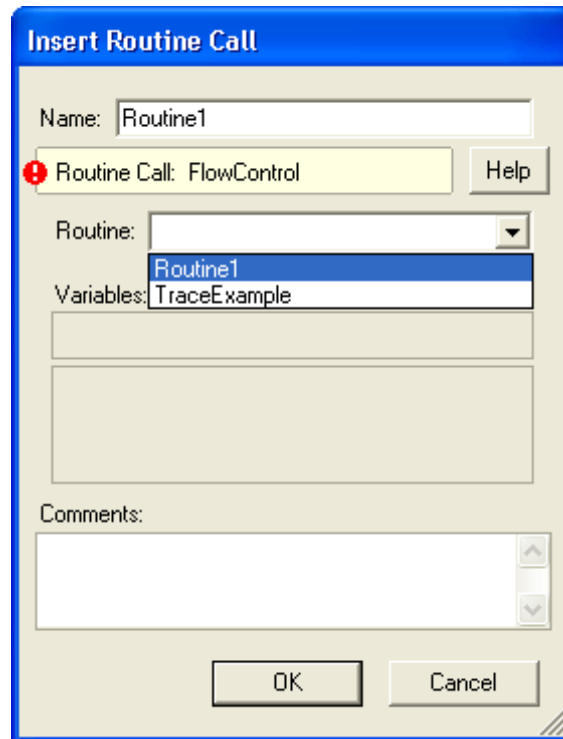 Insert Routine Call
Name: Routine1
Routine Call: FlowControl Help
Routine:
Routine1
Variables: TraceExample
Comments:
OK Cancel